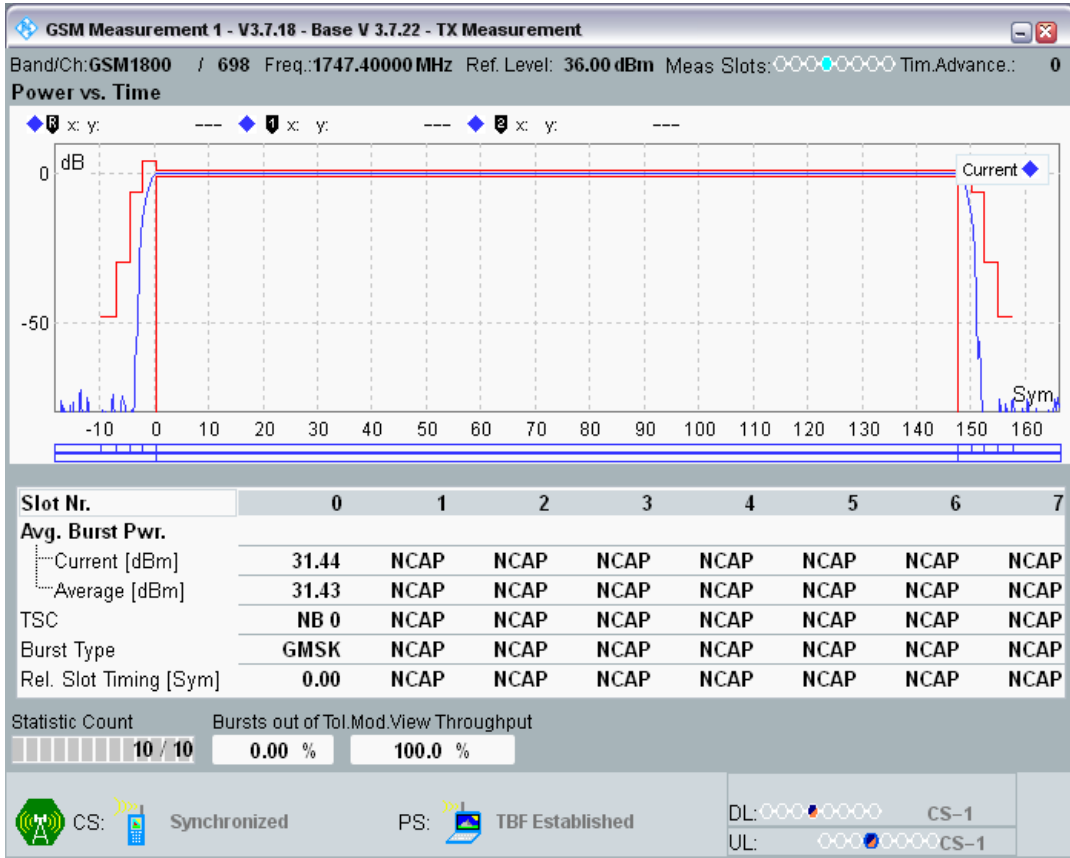 GSM Measurement 1 - V3.7.18 - Base V 3.7.22 - TX Measurement
Band/Ch:GSM1800 / 698 Freq.:1747.40000 MHz Ref. Level: 36.00 dBm Meas Slots: Tim.Advance.: 0
Power vs. Time
R x: y: --- 1 x: y: --- 2 x: y: ---
dB
Current
0
-50
Sym
-10 0 10 20 30 40 50 60 70 80 90 100 110 120 130 140 150 160
Slot Nr. 0 1 2 3 4 5 6 7
Avg. Burst Pwr.
Current [dBm] 31.44 NCAP NCAP NCAP NCAP NCAP NCAP NCAP
Average [dBm] 31.43 NCAP NCAP NCAP NCAP NCAP NCAP NCAP
TSC NB 0 NCAP NCAP NCAP NCAP NCAP NCAP NCAP
Burst Type GMSK NCAP NCAP NCAP NCAP NCAP NCAP NCAP
Rel. Slot Timing [Sym] 0.00 NCAP NCAP NCAP NCAP NCAP NCAP NCAP
Statistic Count Bursts out of Tol.Mod.View Throughput
10 / 10 0.00 % 100.0 %
CS: Synchronized PS: TBF Established
DL: CS-1
UL: CS-1